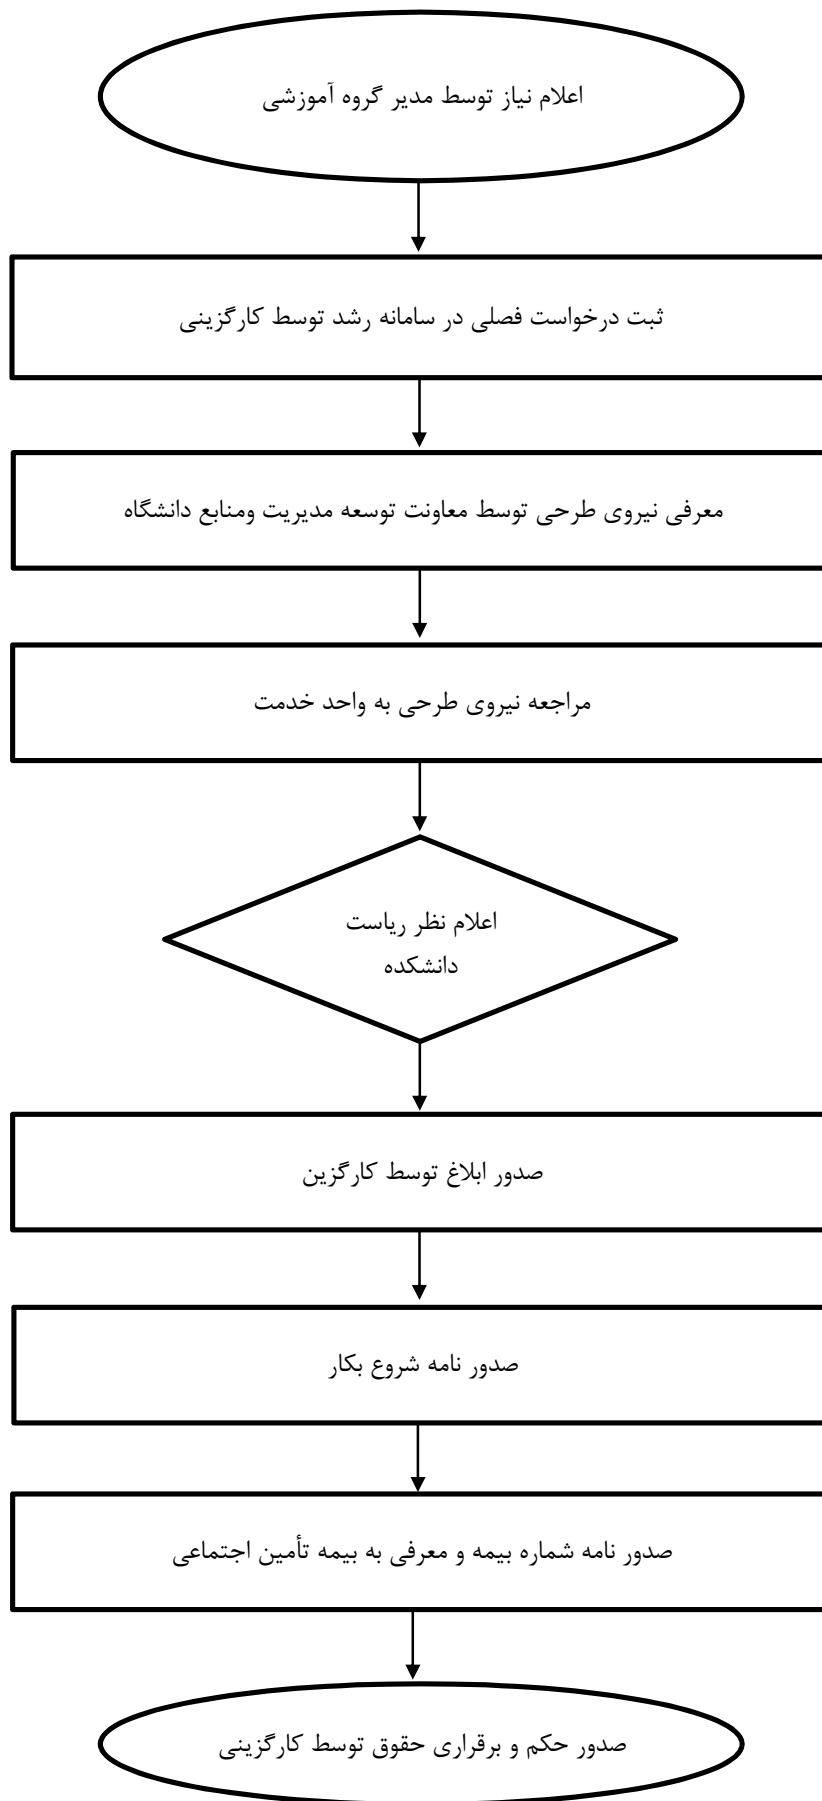 اعلام نیاز توسط مدیر گروه آموزشی
ثبت درخواست فصلی در سامانه رشد توسط کارگزینی
معرفی نیروی طرحی توسط معاونت توسعه مدیریت ومنابع دانشگاه
مراجعه نیروی طرحی به واحد خدمت
اعلام نظر ریاست
دانشکده
صدور ابلاغ توسط کارگزین
صدور نامه شروع بکار
صدور نامه شماره بیمه و معرفی به بیمه تأمین اجتماعی
صدور حکم و برقراری حقوق توسط کارگزینی